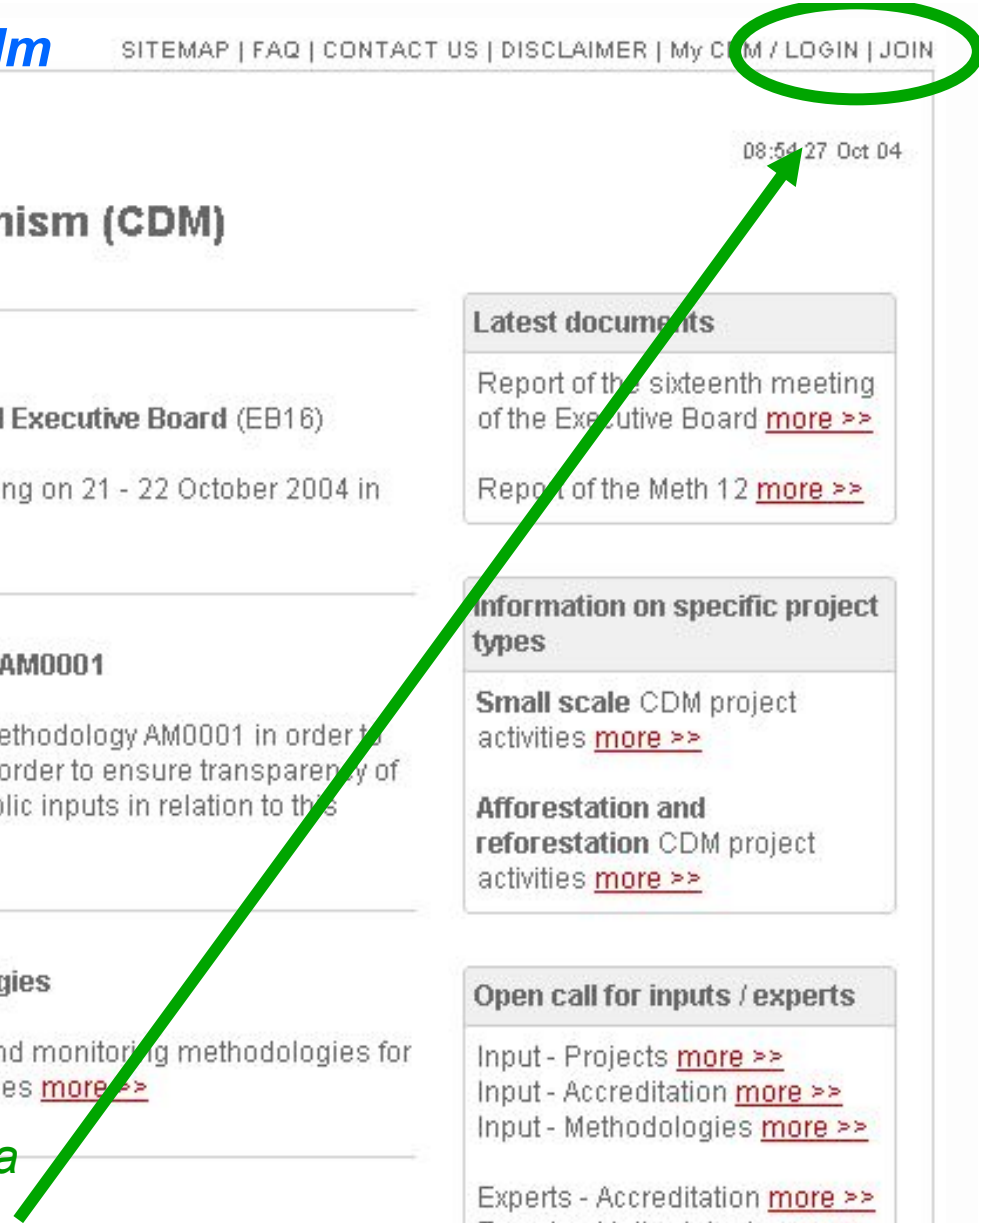 dm
SITEMAP | FAQ | CONTACT US | DISCLAIMER | My CDM / LOGIN | JOIN
08:54 27 Oct 04
nism (CDM)
Latest documents
Report of the sixteenth meeting
of the Executive Board more >>
Report of the Meth 12 more >>
Executive Board (EB16)
ng on 21 - 22 October 2004 in
Information on specific project
types
Small scale CDM project
activities more >>
Afforestation and
reforestation CDM project
activities more >>
AM0001
ethodology AM0001 in order to
order to ensure transparency of
blic inputs in relation to this
gies
nd monitoring methodologies for
es more >>
a
Open call for inputs / experts
Input - Projects more >>
Input - Accreditation more >>
Input - Methodologies more >>
Experts - Accreditation more >>